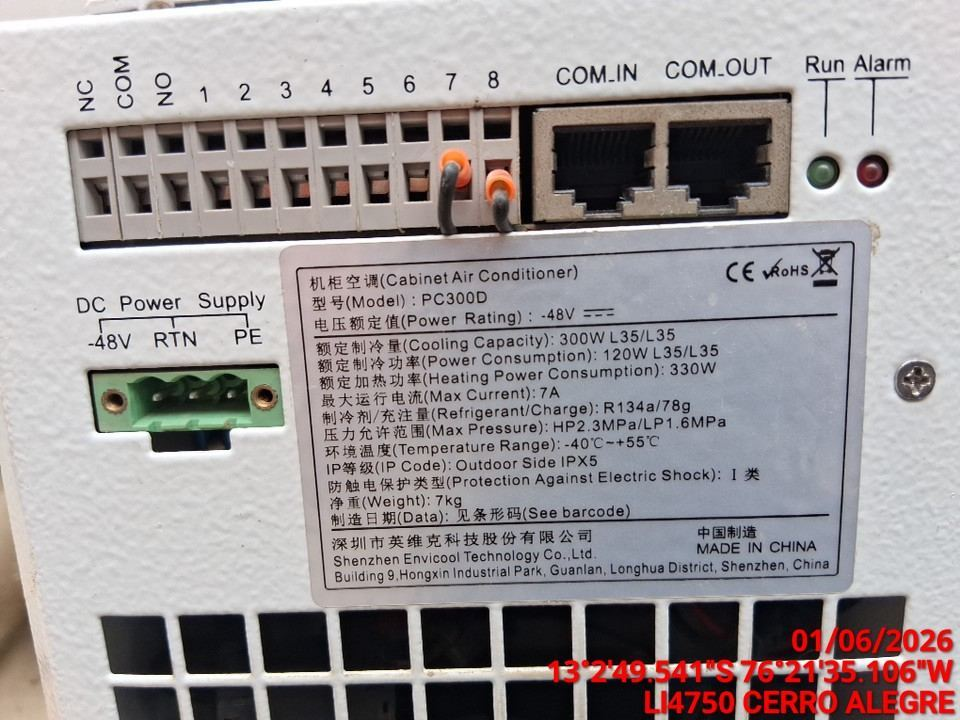 NC COM NO 1 2 3 4 5 6 7 8 COM_IN COM_OUT Run Alarm
DC Power Supply
-48V RTN PE
机柜空调(Cabinet Air Conditioner)
CE RoHS
型号(Model) : PC300D
电压额定值(Power Rating) : -48V
额定制冷量(Cooling Capacity): 300W L35/L35
额定制冷功率(Power Consumption): 120W L35/L35
额定加热功率(Heating Power Consumption): 330W
最大运行电流(Max Current): 7A
制冷剂/充注量(Refrigerant/Charge): R134a/78g
压力允许范围(Max Pressure): HP2.3MPa/LP1.6MPa
环境温度(Temperature Range): -40℃~+55℃
IP等级(IP Code): Outdoor Side IPX5
防触电保护类型(Protection Against Electric Shock): I 类
净重(Weight): 7kg
制造日期(Data): 见条形码(See barcode)
深圳市英维克科技股份有限公司
Shenzhen Envicool Technology Co.,Ltd.
中国制造
MADE IN CHINA
Building 9,Hongxin Industrial Park, Guanlan, Longhua District, Shenzhen, China
01/06/2026
13°2'49.541"S 76°21'35.106"W
LI4750 CERRO ALEGRE